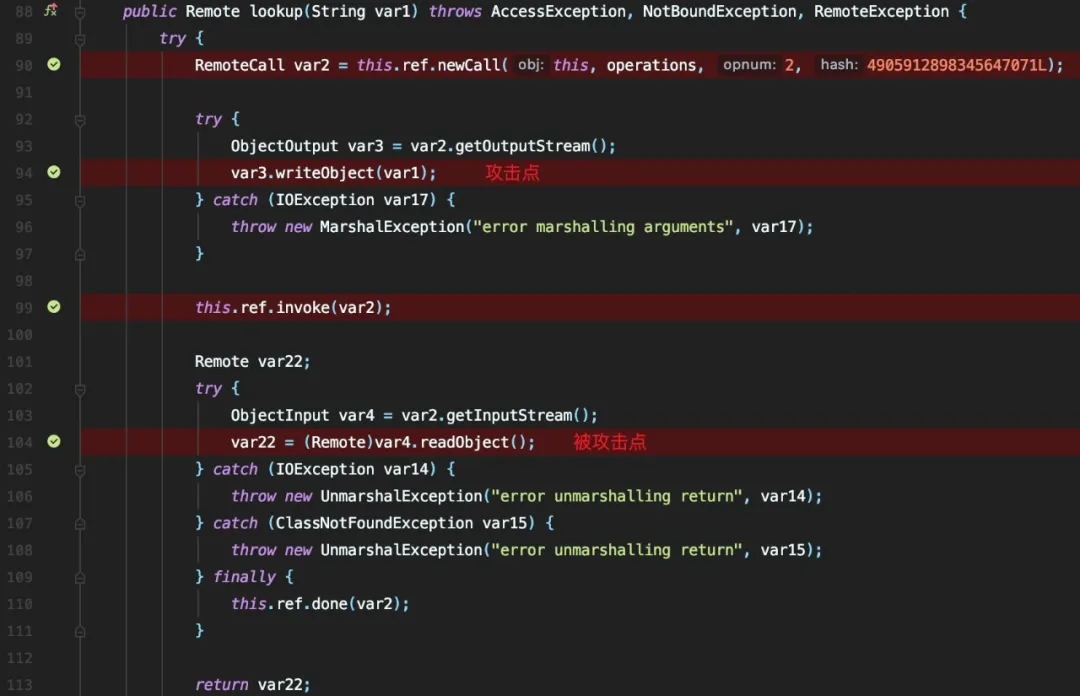 88 public Remote lookup(String var1) throws AccessException, NotBoundException, RemoteException {
89 try {
90 RemoteCall var2 = this.ref.newCall( obj: this, operations, opnum: 2, hash: 4905912898345647071L);
91
92 try {
93 ObjectOutput var3 = var2.getOutputStream();
94 var3.writeObject(var1); 攻击点
95 } catch (IOException var17) {
96 throw new MarshalException("error marshalling arguments", var17);
97 }
98
99 this.ref.invoke(var2);
100
101 Remote var22;
102 try {
103 ObjectInput var4 = var2.getInputStream();
104 var22 = (Remote)var4.readObject(); 被攻击点
105 } catch (IOException var14) {
106 throw new UnmarshalException("error unmarshalling return", var14);
107 } catch (ClassNotFoundException var15) {
108 throw new UnmarshalException("error unmarshalling return", var15);
109 } finally {
110 this.ref.done(var2);
111 }
112
113 return var22;